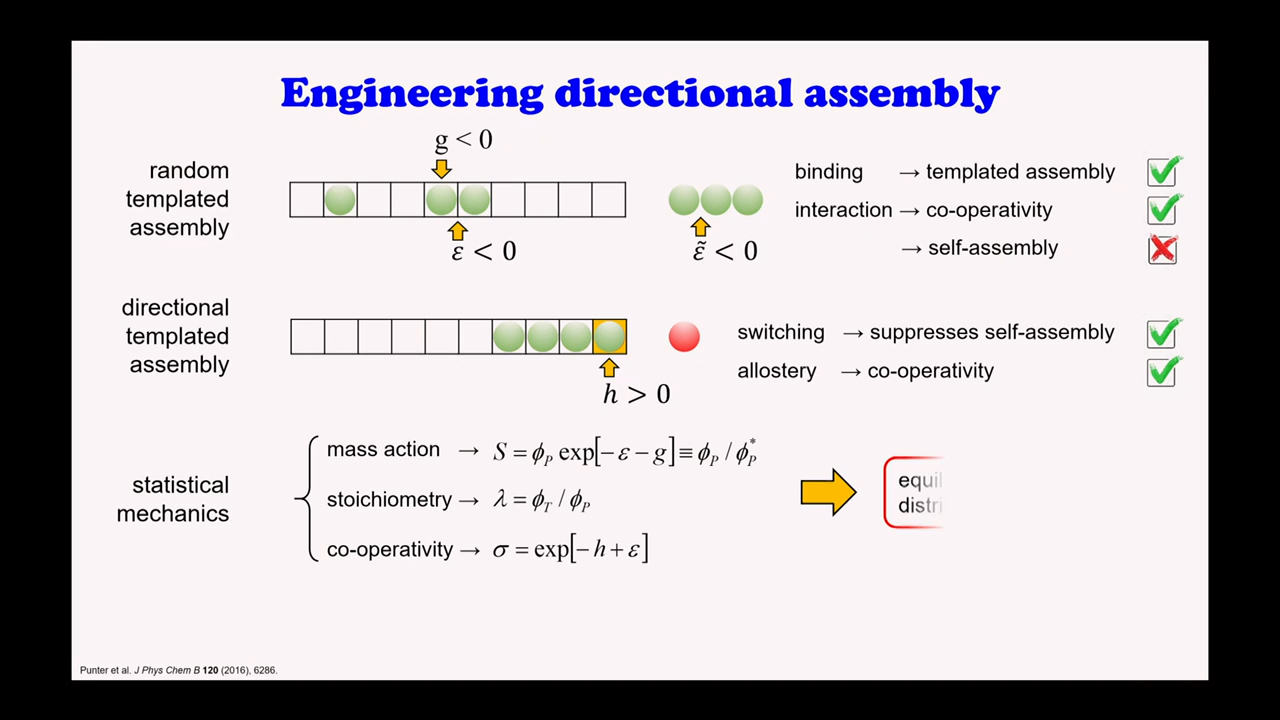 Engineering directional assembly
g < 0
random
templated
assembly
ε < 0
ε̃ < 0
binding → templated assembly
interaction → co-operativity
→ self-assembly
directional
templated
assembly
h > 0
switching → suppresses self-assembly
allostery → co-operativity
statistical
mechanics
mass action → S = ϕ_P exp[−ε − g] ≡ ϕ_P / ϕ_P^*
stoichiometry → λ = ϕ_T / ϕ_P
co-operativity → σ = exp[−h + ε]
Punter et al. J Phys Chem B 120 (2016), 6286.